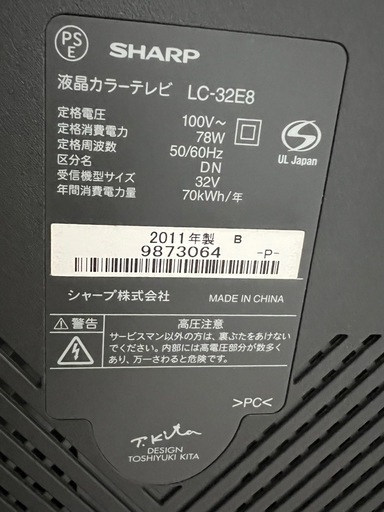 PS
E
SHARP
液晶カラーテレビ LC-32E8
定格電圧 100V~
定格消費電力 78W
定格周波数 50/60Hz
区分名 DN
受信機型サイズ 32V
年間消費電力量 70kWh/年
UL Japan
2011年製 B
9873064 -P-
シャープ株式会社 MADE IN CHINA
警告 高圧注意
サービスマン以外の方は、裏ぶたをあけない
でください。内部には高電圧部分が数多く
あり、万一さわると危険です。
>PC<
T. Kita
DESIGN
TOSHIYUKI KITA